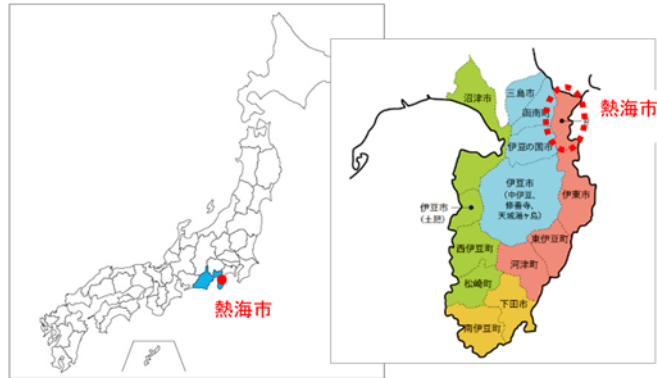 熱海市
沼津市
三島市
函南町
熱海市
伊豆の国市
伊豆市
(中伊豆、
修善寺、
天城湯ヶ島)
伊東市
伊豆市
(土肥)
東伊豆町
西伊豆町
河津町
松崎町
下田市
南伊豆町